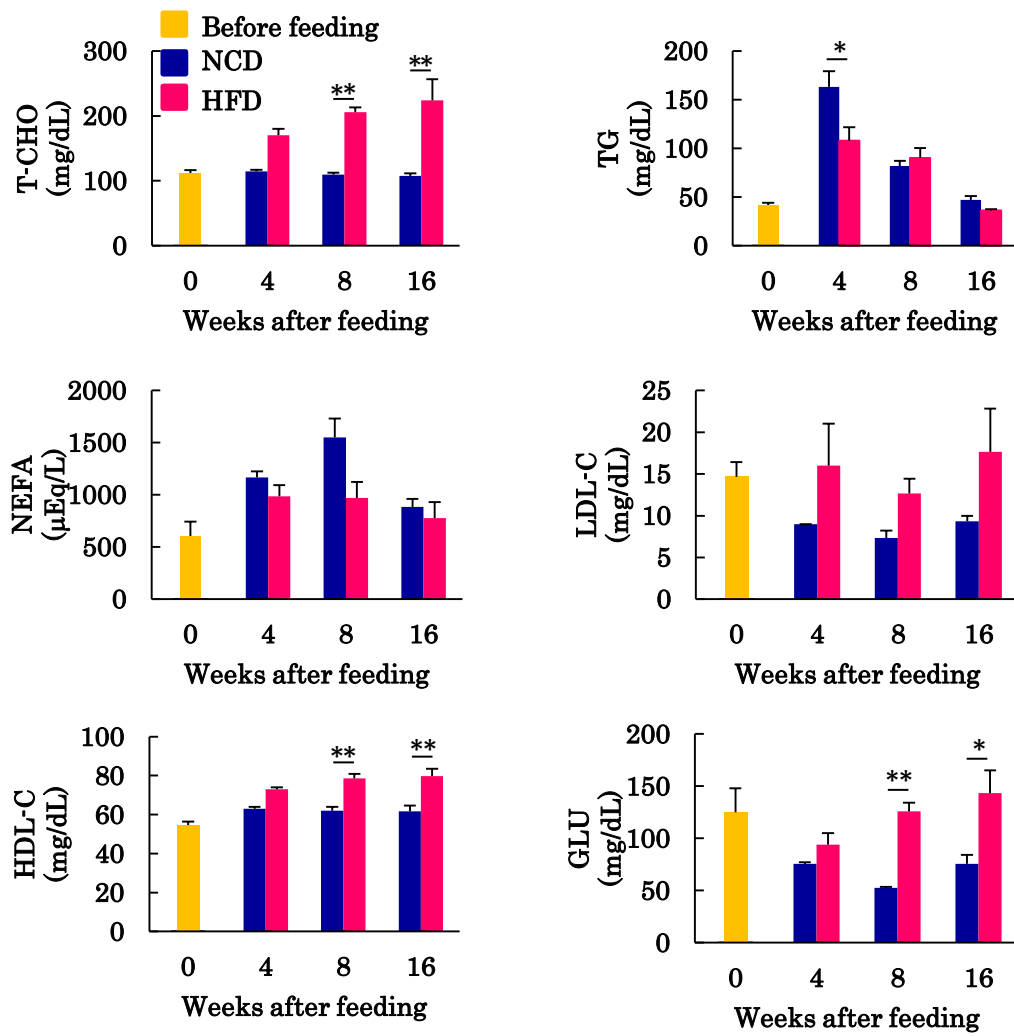 Before feeding
NCD
HFD
T-CHO
(mg/dL)
300
200
100
0
**
**
0 4 8 16
Weeks after feeding
TG
(mg/dL)
200
150
100
50
0
*
0 4 8 16
Weeks after feeding
NEFA
(µEq/L)
2000
1500
1000
500
0
0 4 8 16
Weeks after feeding
LDL-C
(mg/dL)
25
20
15
10
5
0
0 4 8 16
Weeks after feeding
HDL-C
(mg/dL)
100
80
60
40
20
0
**
**
0 4 8 16
Weeks after feeding
GLU
(mg/dL)
200
150
100
50
0
**
*
0 4 8 16
Weeks after feeding